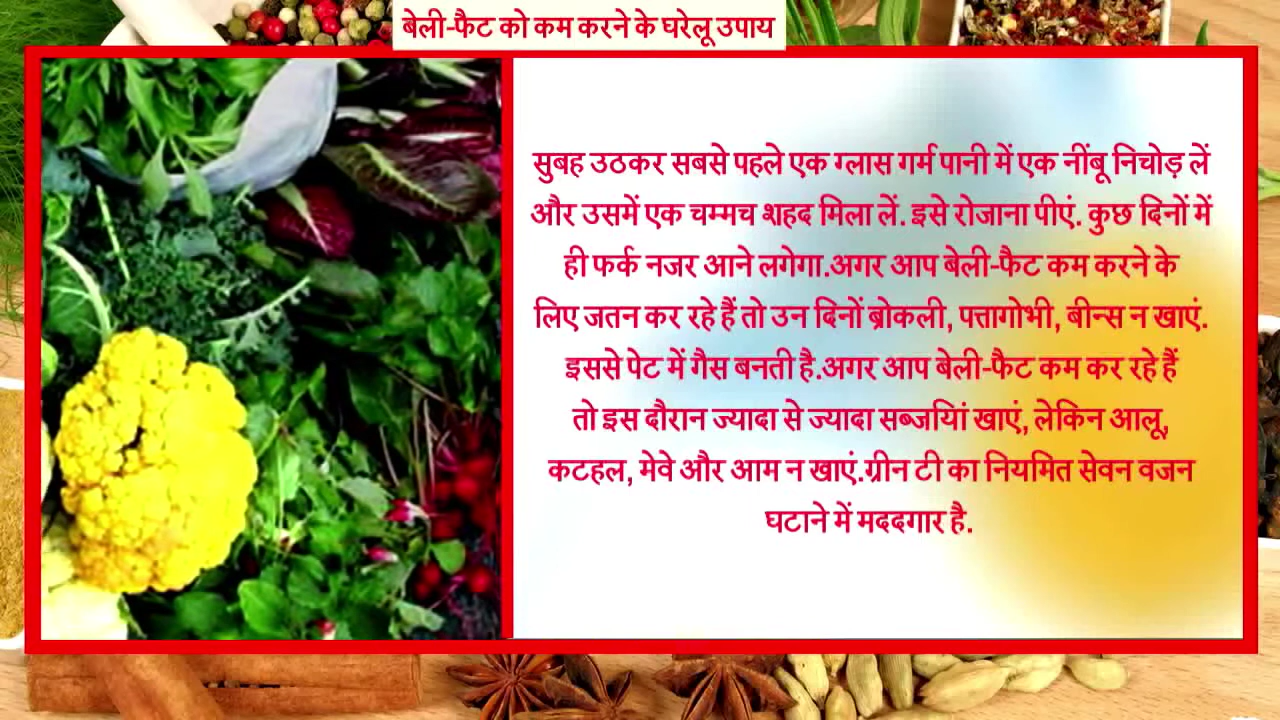 बेली-फैट को कम करने के घरेलू उपाय
सुबह उठकर सबसे पहले एक ग्लास गर्म पानी में एक नींबू निचोड़ लें
और उसमें एक चम्मच शहद मिला लें. इसे रोजाना पीएं. कुछ दिनों में
ही फर्क नजर आने लगेगा.अगर आप बेली-फैट कम करने के
लिए जतन कर रहे हैं तो उन दिनों ब्रोकली, पत्तागोभी, बीन्स न खाएं.
इससे पेट में गैस बनती है.अगर आप बेली-फैट कम कर रहे हैं
तो इस दौरान ज्यादा से ज्यादा सब्जयिां खाएं, लेकिन आलू,
कटहल, मेवे और आम न खाएं.ग्रीन टी का नियमित सेवन वजन
घटाने में मददगार है.